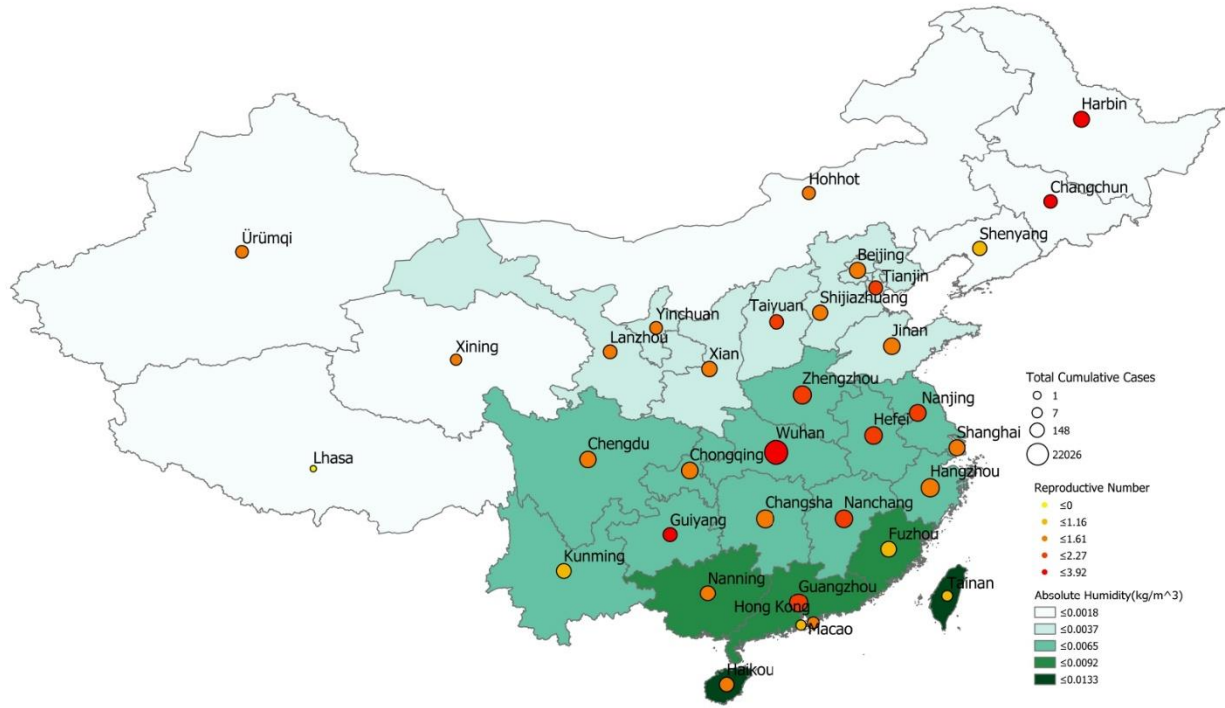 Harbin
Changchun
Hohhot
Shenyang
Ürümqi
Beijing
Tianjin
Shijiazhuang
Taiyuan
Yinchuan
Lanzhou
Jinan
Xian
Xining
Zhengzhou
Nanjing
Hefei
Shanghai
Wuhan
Chengdu
Chongqing
Lhasa
Hangzhou
Changsha
Nanchang
Guiyang
Fuzhou
Kunming
Nanning
Guangzhou
Tainan
Hong Kong
Macao
Haikou
Total Cumulative Cases
1
7
148
22026
Reproductive Number
≤0
≤1.16
≤1.61
≤2.27
≤3.92
Absolute Humidity(kg/m^3)
≤0.0018
≤0.0037
≤0.0065
≤0.0092
≤0.0133